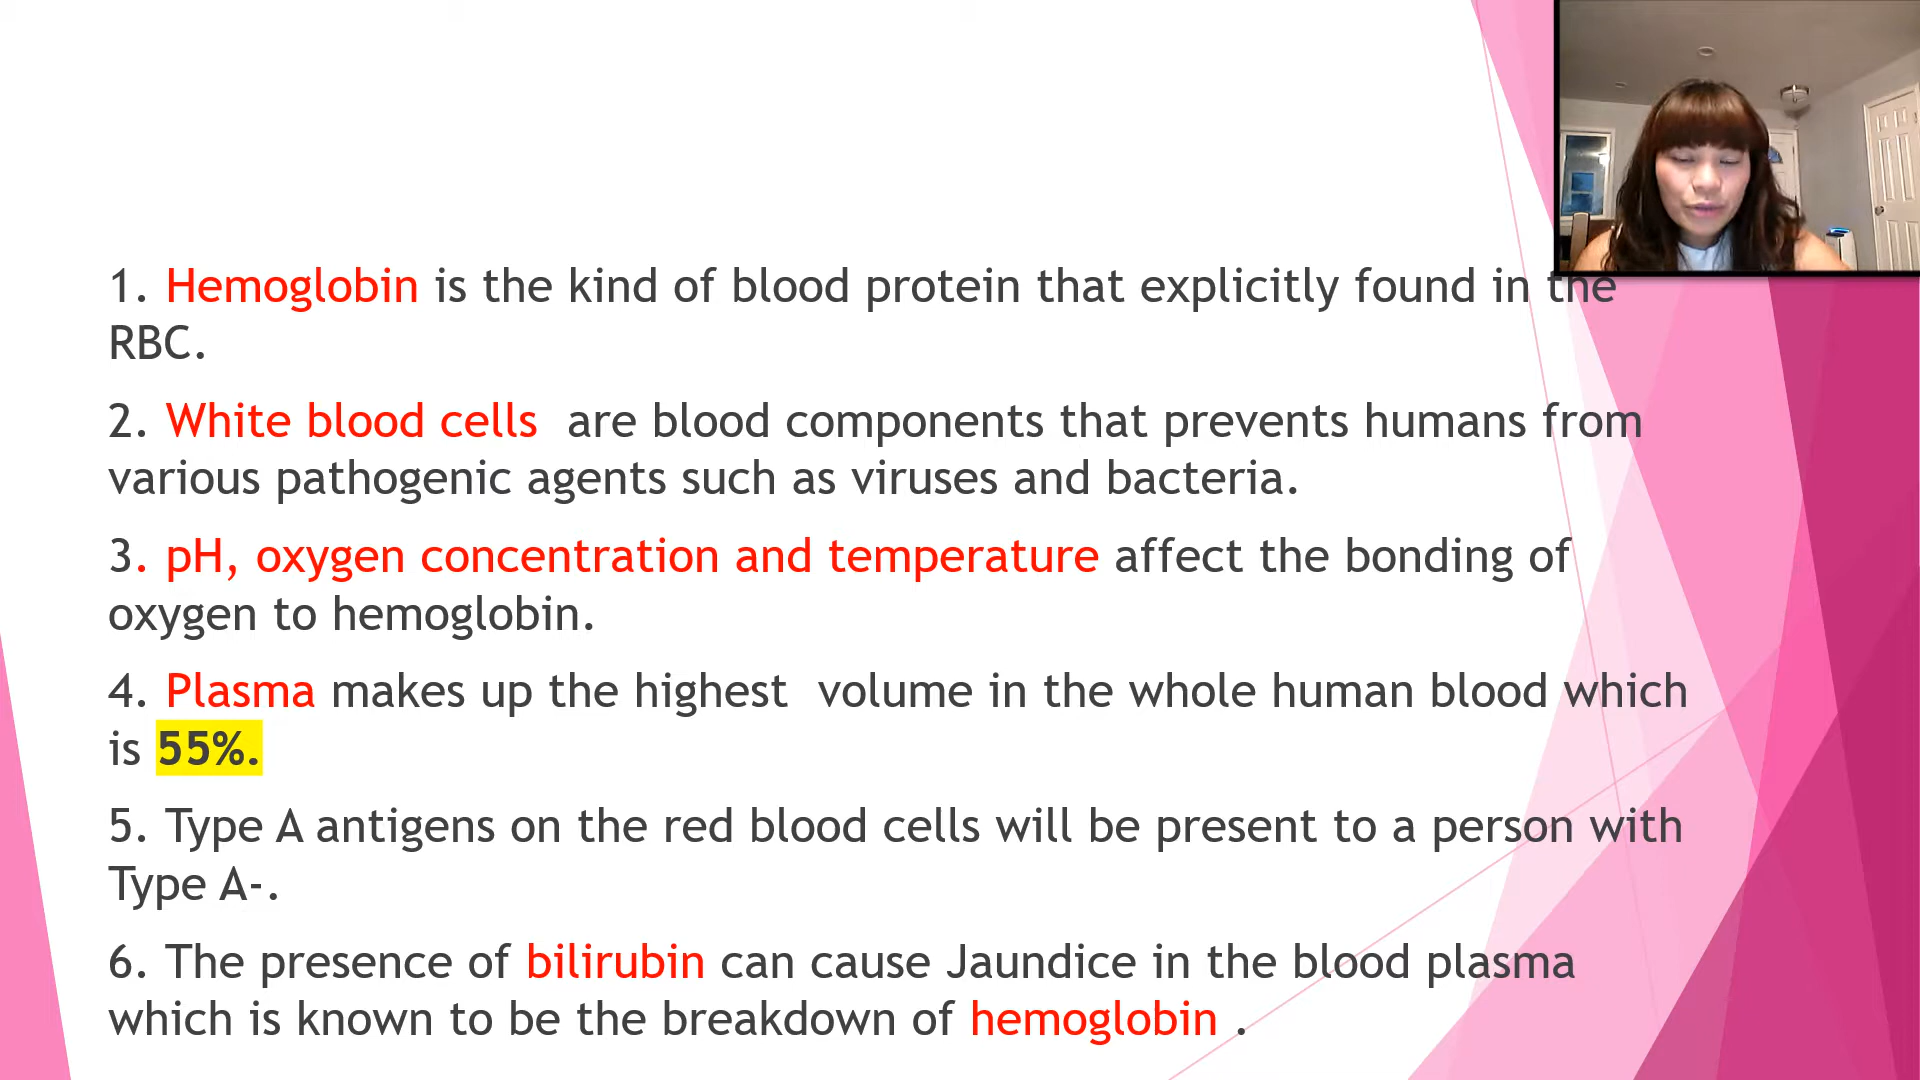 1. Hemoglobin is the kind of blood protein that explicitly found in the
RBC.
2. White blood cells are blood components that prevents humans from
various pathogenic agents such as viruses and bacteria.
3. pH, oxygen concentration and temperature affect the bonding of
oxygen to hemoglobin.
4. Plasma makes up the highest volume in the whole human blood which
is 55%.
5. Type A antigens on the red blood cells will be present to a person with
Type A-.
6. The presence of bilirubin can cause Jaundice in the blood plasma
which is known to be the breakdown of hemoglobin .